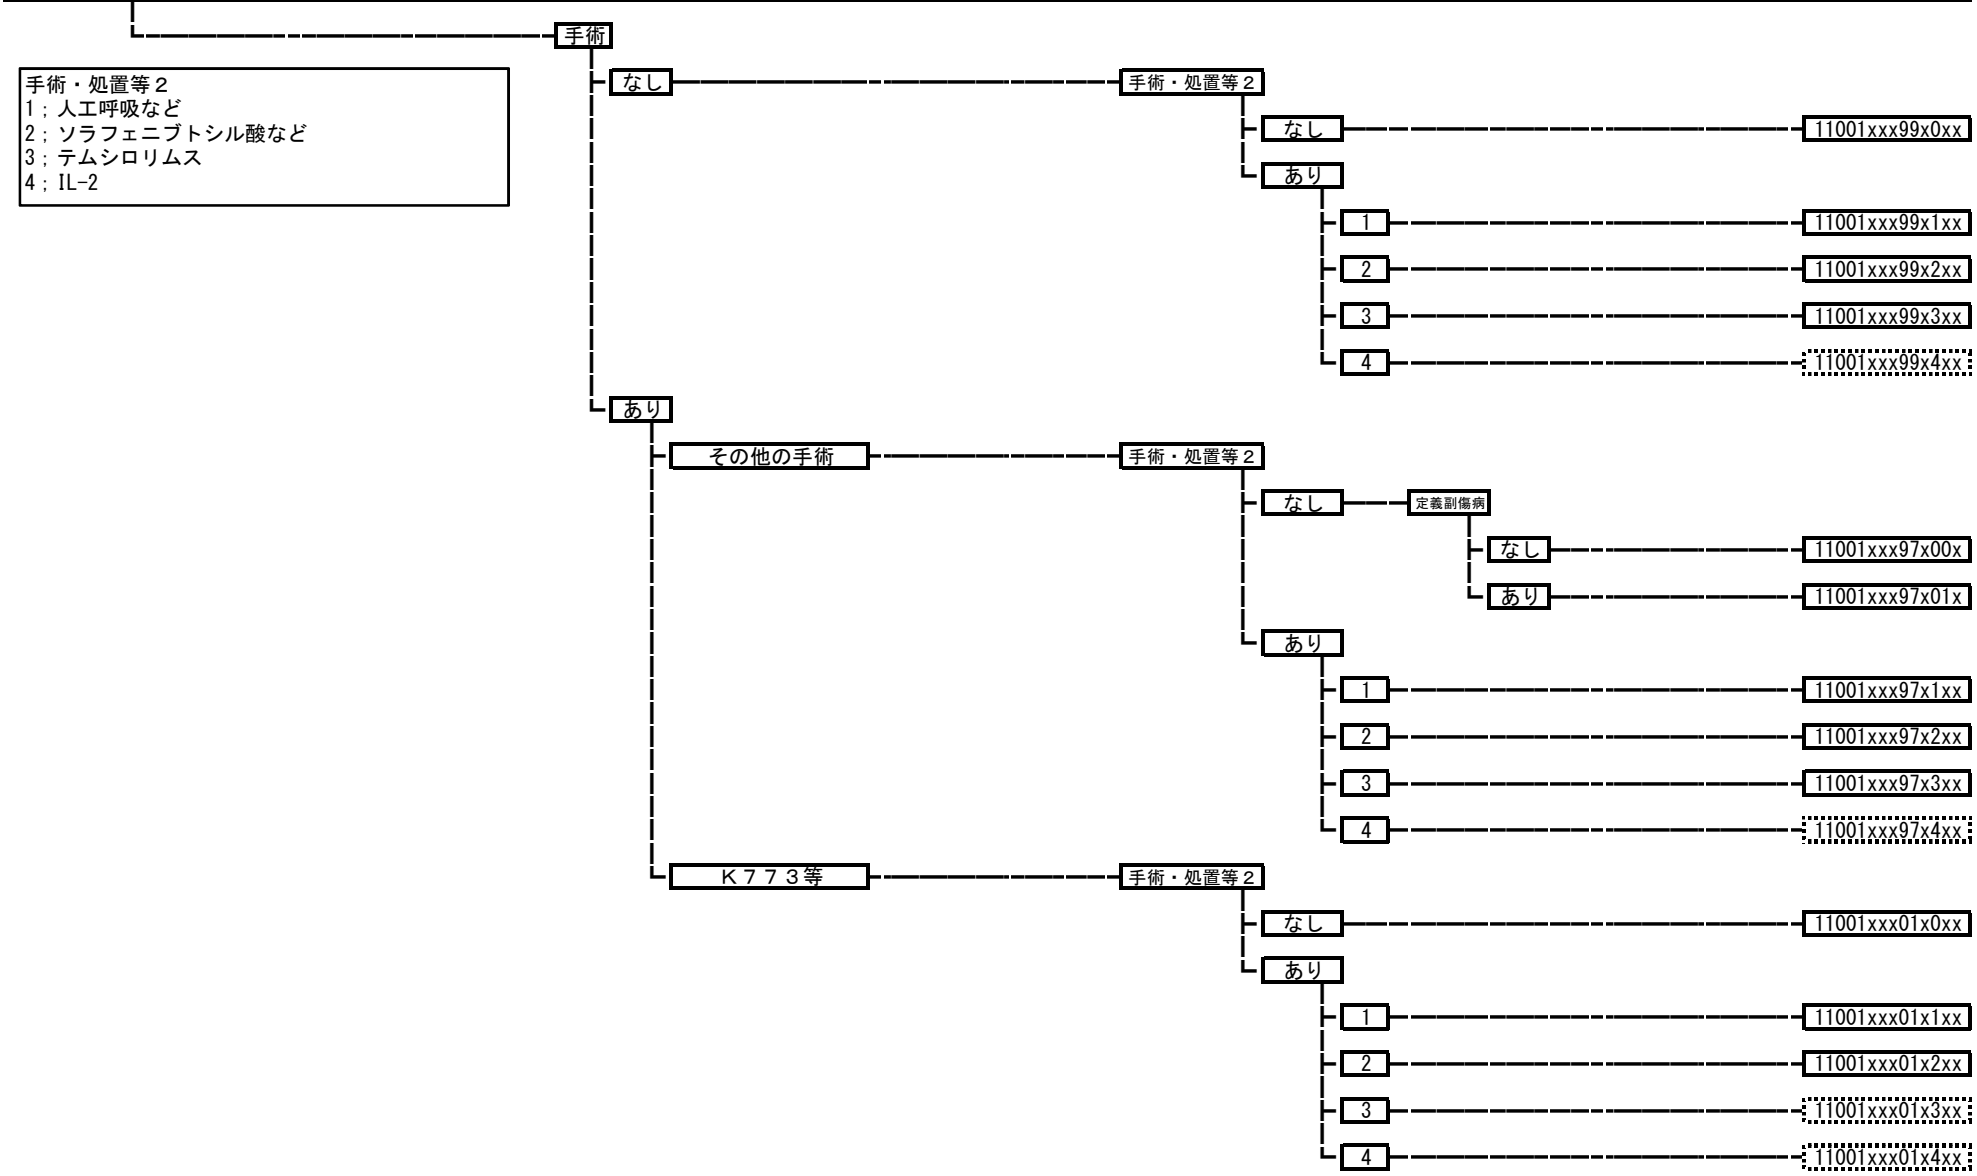 手術
手術・処置等２
1；人工呼吸など
2；ソラフェニブトシル酸など
3；テムシロリムス
4；IL-2
なし
手術・処置等２
なし
11001xxx99x0xx
あり
1
11001xxx99x1xx
2
11001xxx99x2xx
3
11001xxx99x3xx
4
11001xxx99x4xx
あり
その他の手術
手術・処置等２
なし
定義副傷病
なし
11001xxx97x00x
あり
11001xxx97x01x
あり
1
11001xxx97x1xx
2
11001xxx97x2xx
3
11001xxx97x3xx
4
11001xxx97x4xx
Ｋ７７３等
手術・処置等２
なし
11001xxx01x0xx
あり
1
11001xxx01x1xx
2
11001xxx01x2xx
3
11001xxx01x3xx
4
11001xxx01x4xx